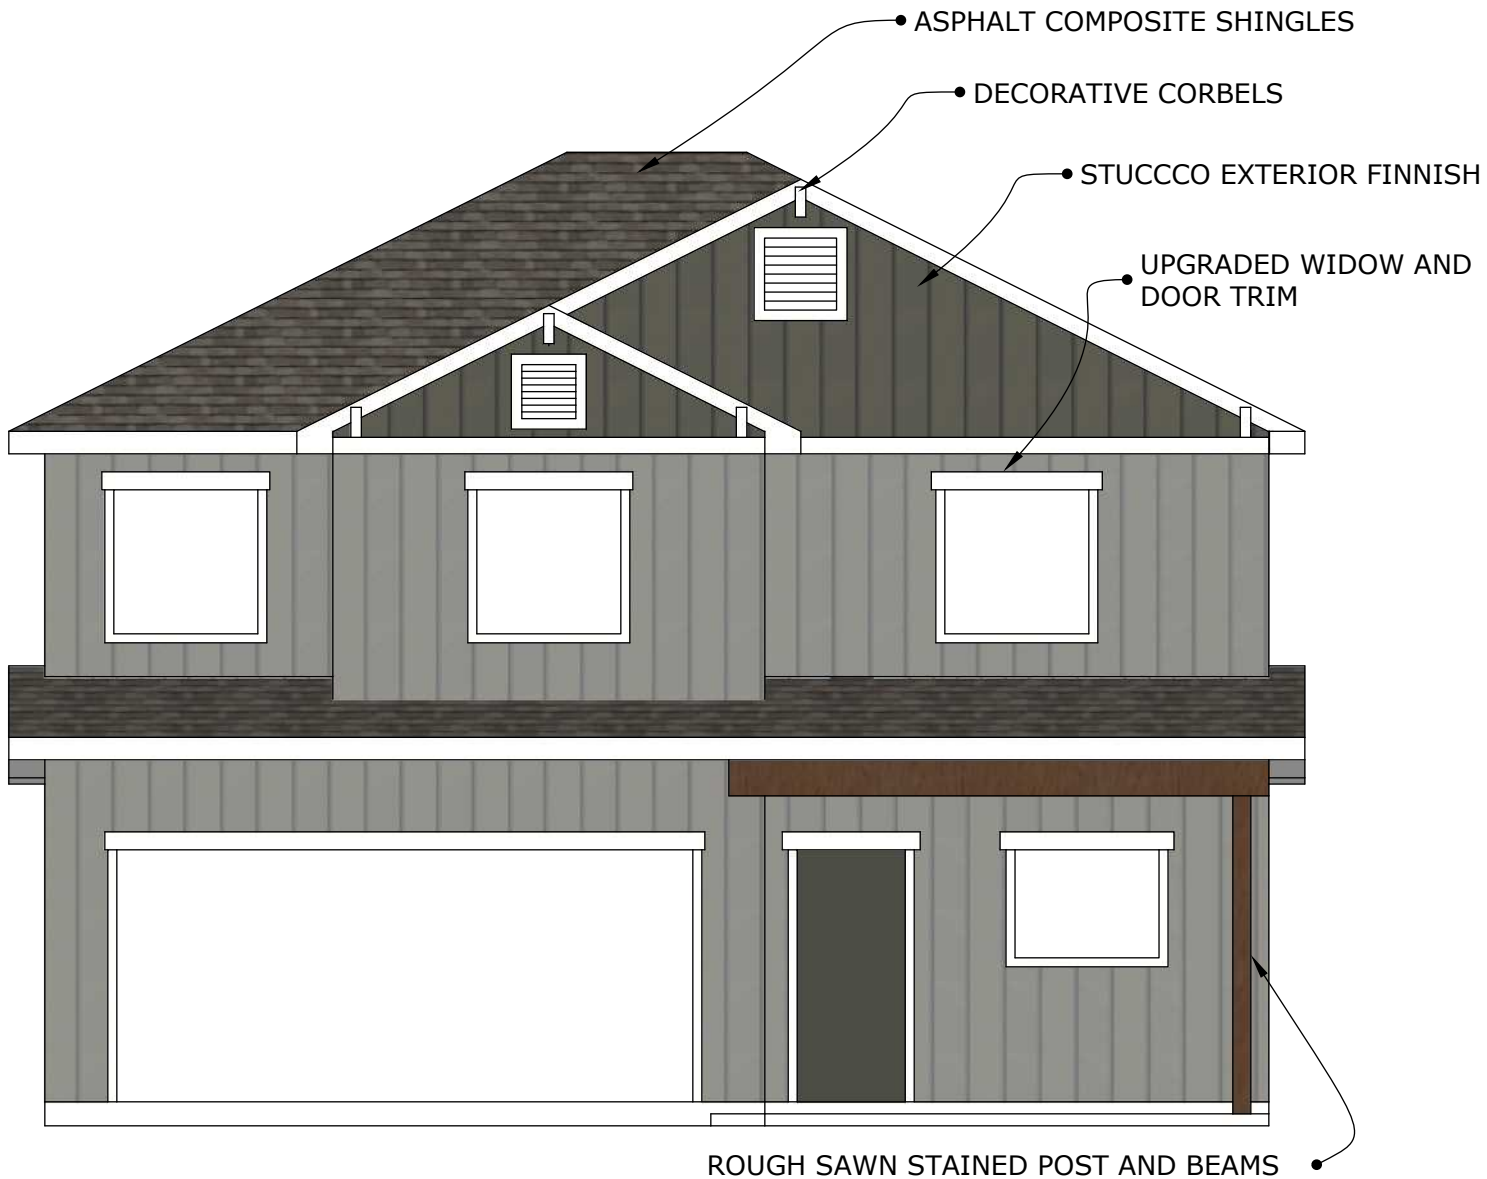 ASPHALT COMPOSITE SHINGLES
DECORATIVE CORBELS
STUCCCO EXTERIOR FINNISH
UPGRADED WIDOW AND
DOOR TRIM
ROUGH SAWN STAINED POST AND BEAMS